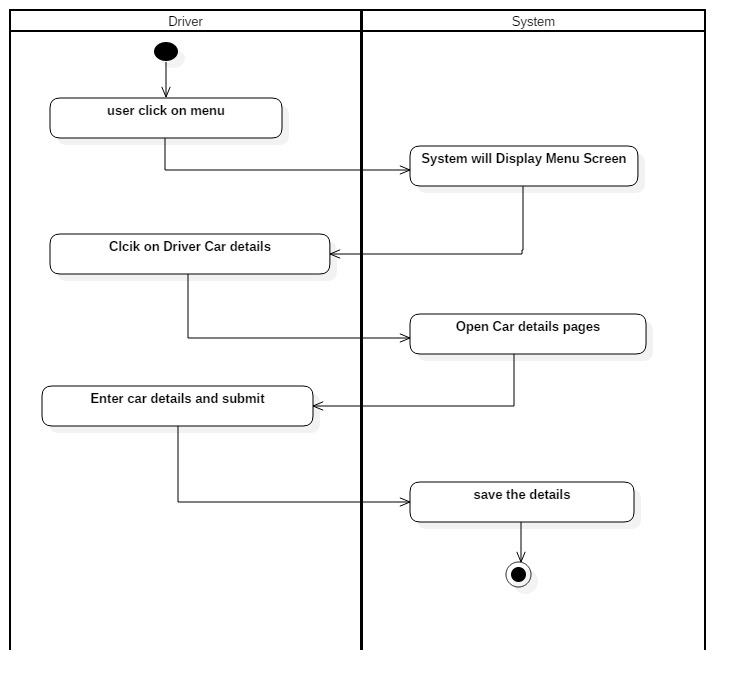 Driver
System
user click on menu
System will Display Menu Screen
Clcik on Driver Car details
Open Car details pages
Enter car details and submit
save the details